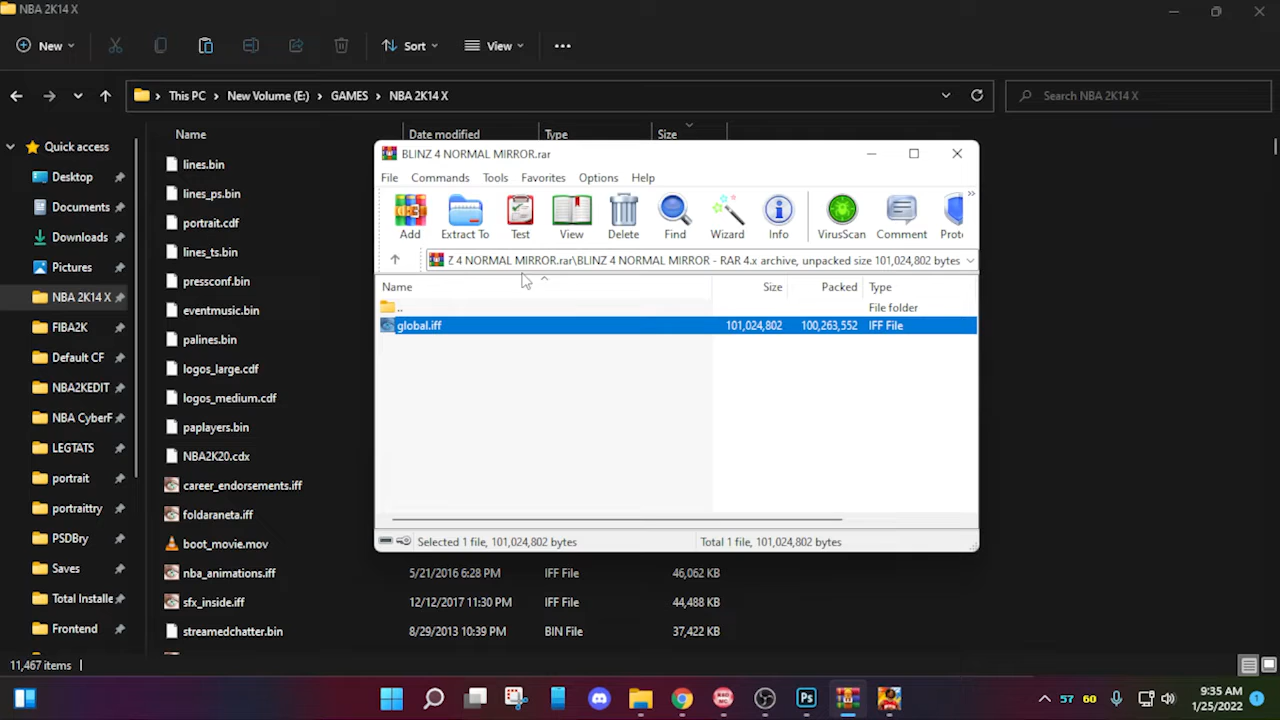 NBA 2K14 X
New
Sort
View
This PC
New Volume (E:)
GAMES
NBA 2K14 X
Search NBA 2K14 X
Quick access
Desktop
Documents
Downloads
Pictures
NBA 2K14 X
FIBA2K
Default CF
NBA2KEDIT
NBA CyberF
LEGTATS
portrait
portraittry
PSDBry
Saves
Total Installe
Frontend
Name
Date modified
Type
Size
lines.bin
lines_ps.bin
portrait.cdf
lines_ts.bin
pressconf.bin
eventmusic.bin
palines.bin
logos_large.cdf
logos_medium.cdf
paplayers.bin
NBA2K20.cdx
career_endorsements.iff
foldaraneta.iff
boot_movie.mov
nba_animations.iff 5/21/2016 6:28 PM IFF File 46,062 KB
sfx_inside.iff 12/12/2017 11:30 PM IFF File 44,488 KB
streamedchatter.bin 8/29/2013 10:39 PM BIN File 37,422 KB
BLINZ 4 NORMAL MIRROR.rar
File Commands Tools Favorites Options Help
Add Extract To Test View Delete Find Wizard Info VirusScan Comment Prote
Z 4 NORMAL MIRROR.rar\BLINZ 4 NORMAL MIRROR - RAR 4.x archive, unpacked size 101,024,802 bytes
Name Size Packed Type
.. File folder
global.iff 101,024,802 100,263,552 IFF File
Selected 1 file, 101,024,802 bytes
Total 1 file, 101,024,802 bytes
11,467 items
57 60
9:35 AM
1/25/2022
1